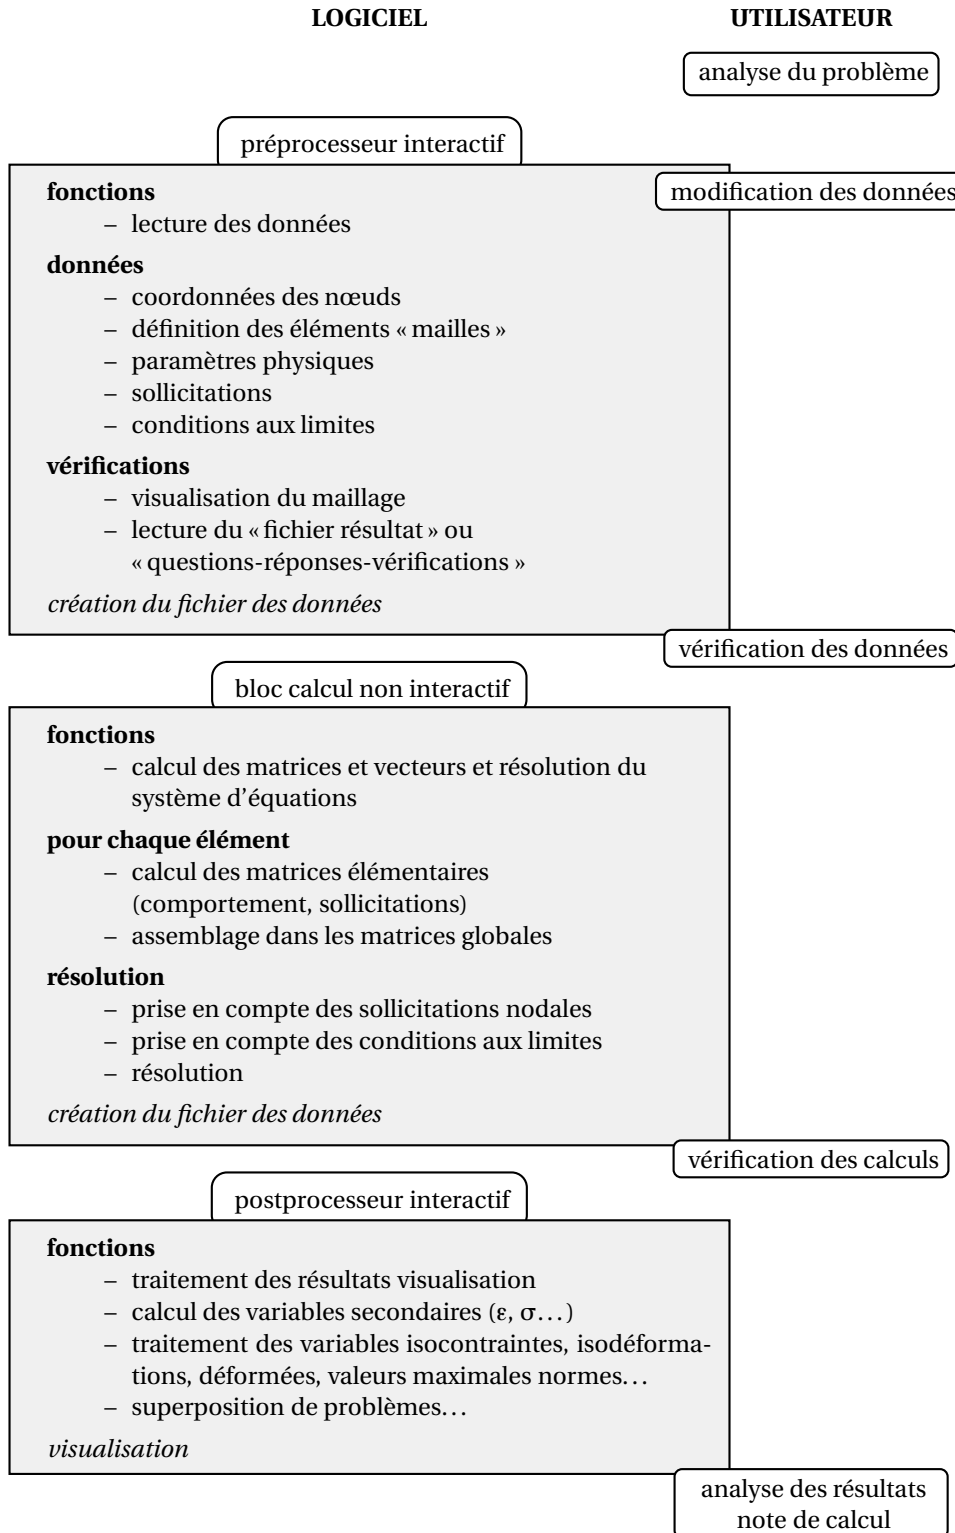 LOGICIEL UTILISATEUR
analyse du problème
préprocesseur interactif
modification des données
fonctions
– lecture des données
données
– coordonnées des nœuds
– définition des éléments « mailles »
– paramètres physiques
– sollicitations
– conditions aux limites
vérifications
– visualisation du maillage
– lecture du « fichier résultat » ou
« questions-réponses-vérifications »
création du fichier des données
vérification des données
bloc calcul non interactif
fonctions
– calcul des matrices et vecteurs et résolution du
système d'équations
pour chaque élément
– calcul des matrices élémentaires
(comportement, sollicitations)
– assemblage dans les matrices globales
résolution
– prise en compte des sollicitations nodales
– prise en compte des conditions aux limites
– résolution
création du fichier des données
vérification des calculs
postprocesseur interactif
fonctions
– traitement des résultats visualisation
– calcul des variables secondaires (ε, σ…)
– traitement des variables isocontraintes, isodéforma-
tions, déformées, valeurs maximales normes…
– superposition de problèmes…
visualisation
analyse des résultats
note de calcul